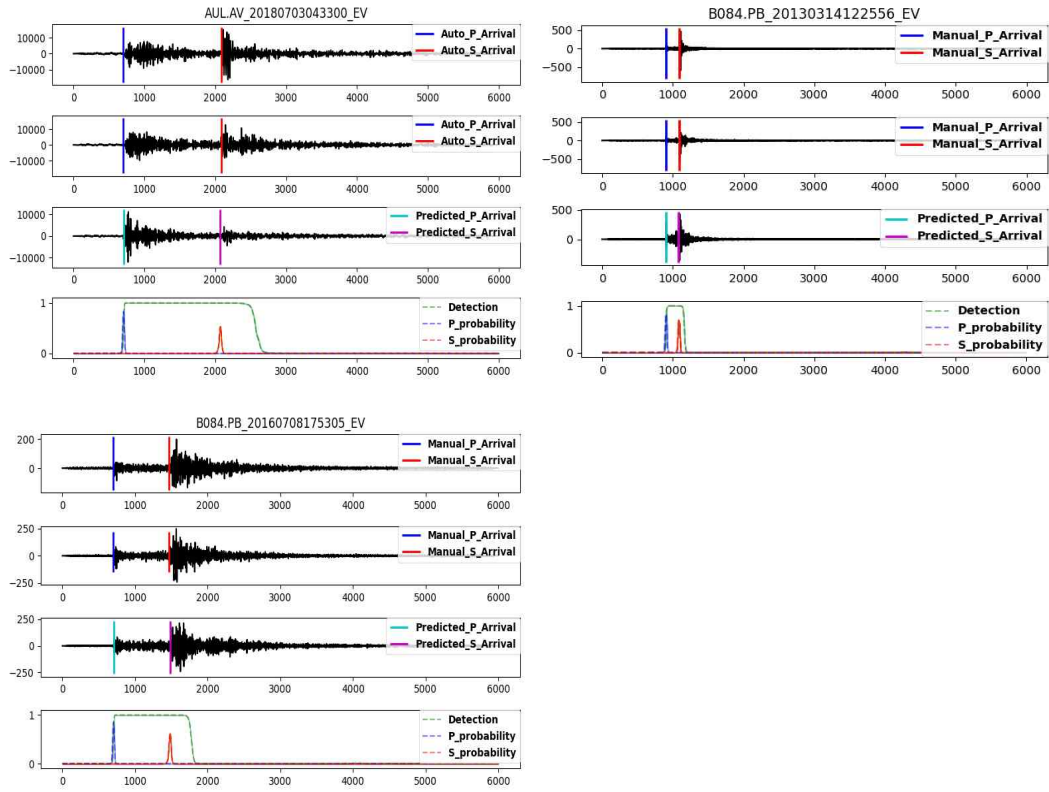 AUL.AV_20180703043300_EV
10000
0
−10000
Auto_P_Arrival
Auto_S_Arrival
0 1000 2000 3000 4000 5000 6000
10000
0
−10000
Auto_P_Arrival
Auto_S_Arrival
0 1000 2000 3000 4000 5000 6000
10000
0
−10000
Predicted_P_Arrival
Predicted_S_Arrival
0 1000 2000 3000 4000 5000 6000
1
0
Detection
P_probability
S_probability
0 1000 2000 3000 4000 5000 6000
B084.PB_20130314122556_EV
500
0
−500
Manual_P_Arrival
Manual_S_Arrival
0 1000 2000 3000 4000 5000 6000
500
0
−500
Manual_P_Arrival
Manual_S_Arrival
0 1000 2000 3000 4000 5000 6000
500
0
Predicted_P_Arrival
Predicted_S_Arrival
0 1000 2000 3000 4000 5000 6000
1
0
Detection
P_probability
S_probability
0 1000 2000 3000 4000 5000 6000
B084.PB_20160708175305_EV
200
0
Manual_P_Arrival
Manual_S_Arrival
0 1000 2000 3000 4000 5000 6000
250
0
−250
Manual_P_Arrival
Manual_S_Arrival
0 1000 2000 3000 4000 5000 6000
250
0
−250
Predicted_P_Arrival
Predicted_S_Arrival
0 1000 2000 3000 4000 5000 6000
1
0
Detection
P_probability
S_probability
0 1000 2000 3000 4000 5000 6000